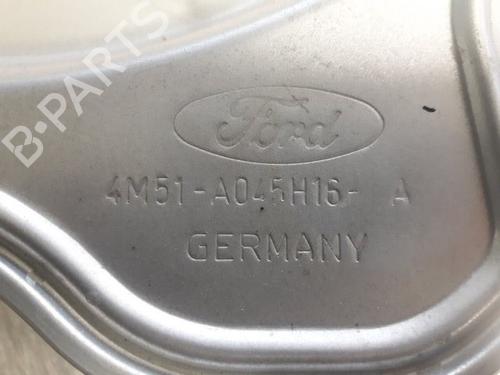 B-PARTS
Ford
4M51-A045H16- A
GERMANY